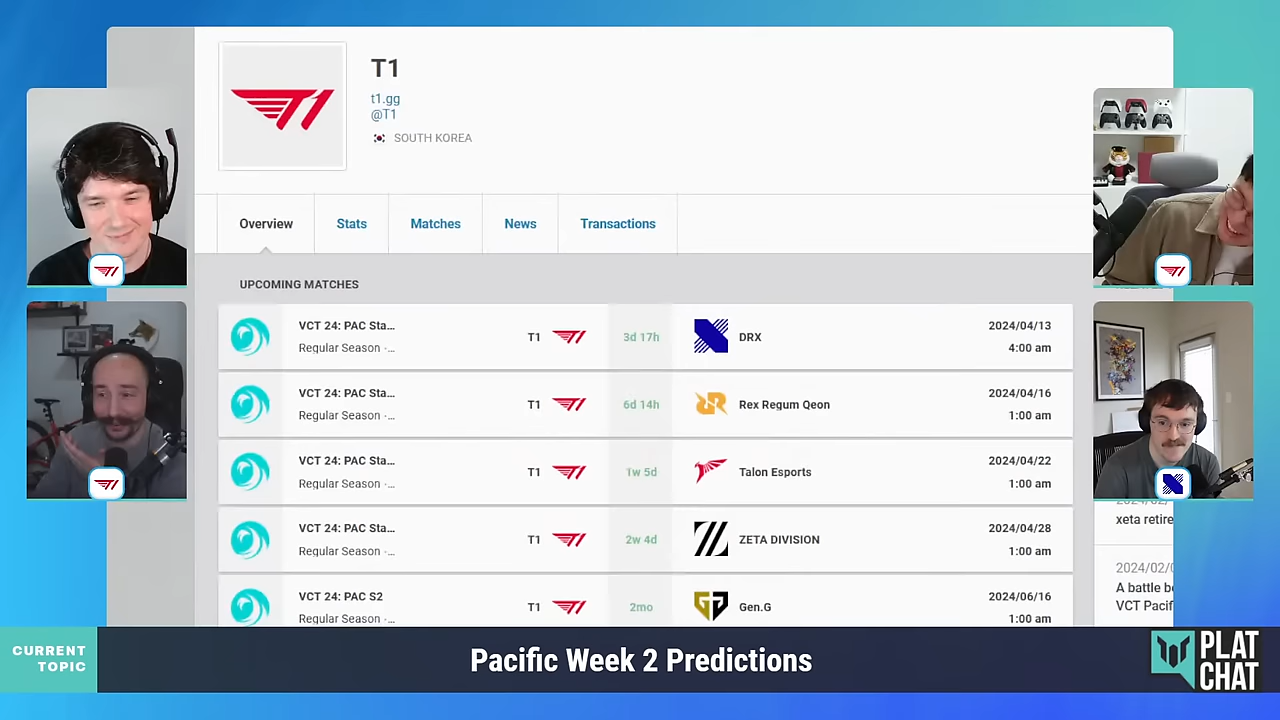 T1
t1.gg
@T1
SOUTH KOREA
Overview
Stats
Matches
News
Transactions
UPCOMING MATCHES
VCT 24: PAC Sta...
Regular Season -...
T1
3d 17h
DRX
2024/04/13
4:00 am
VCT 24: PAC Sta...
Regular Season -...
T1
6d 14h
Rex Regum Qeon
2024/04/16
1:00 am
VCT 24: PAC Sta...
Regular Season -...
T1
1w 5d
Talon Esports
2024/04/22
1:00 am
VCT 24: PAC Sta...
Regular Season -...
T1
2w 4d
ZETA DIVISION
2024/04/28
1:00 am
VCT 24: PAC S2
Regular Season -...
T1
2mo
Gen.G
2024/06/16
1:00 am
xeta retire
2024/02/0
A battle be
VCT Pacif
CURRENT
TOPIC
Pacific Week 2 Predictions
PLAT
CHAT